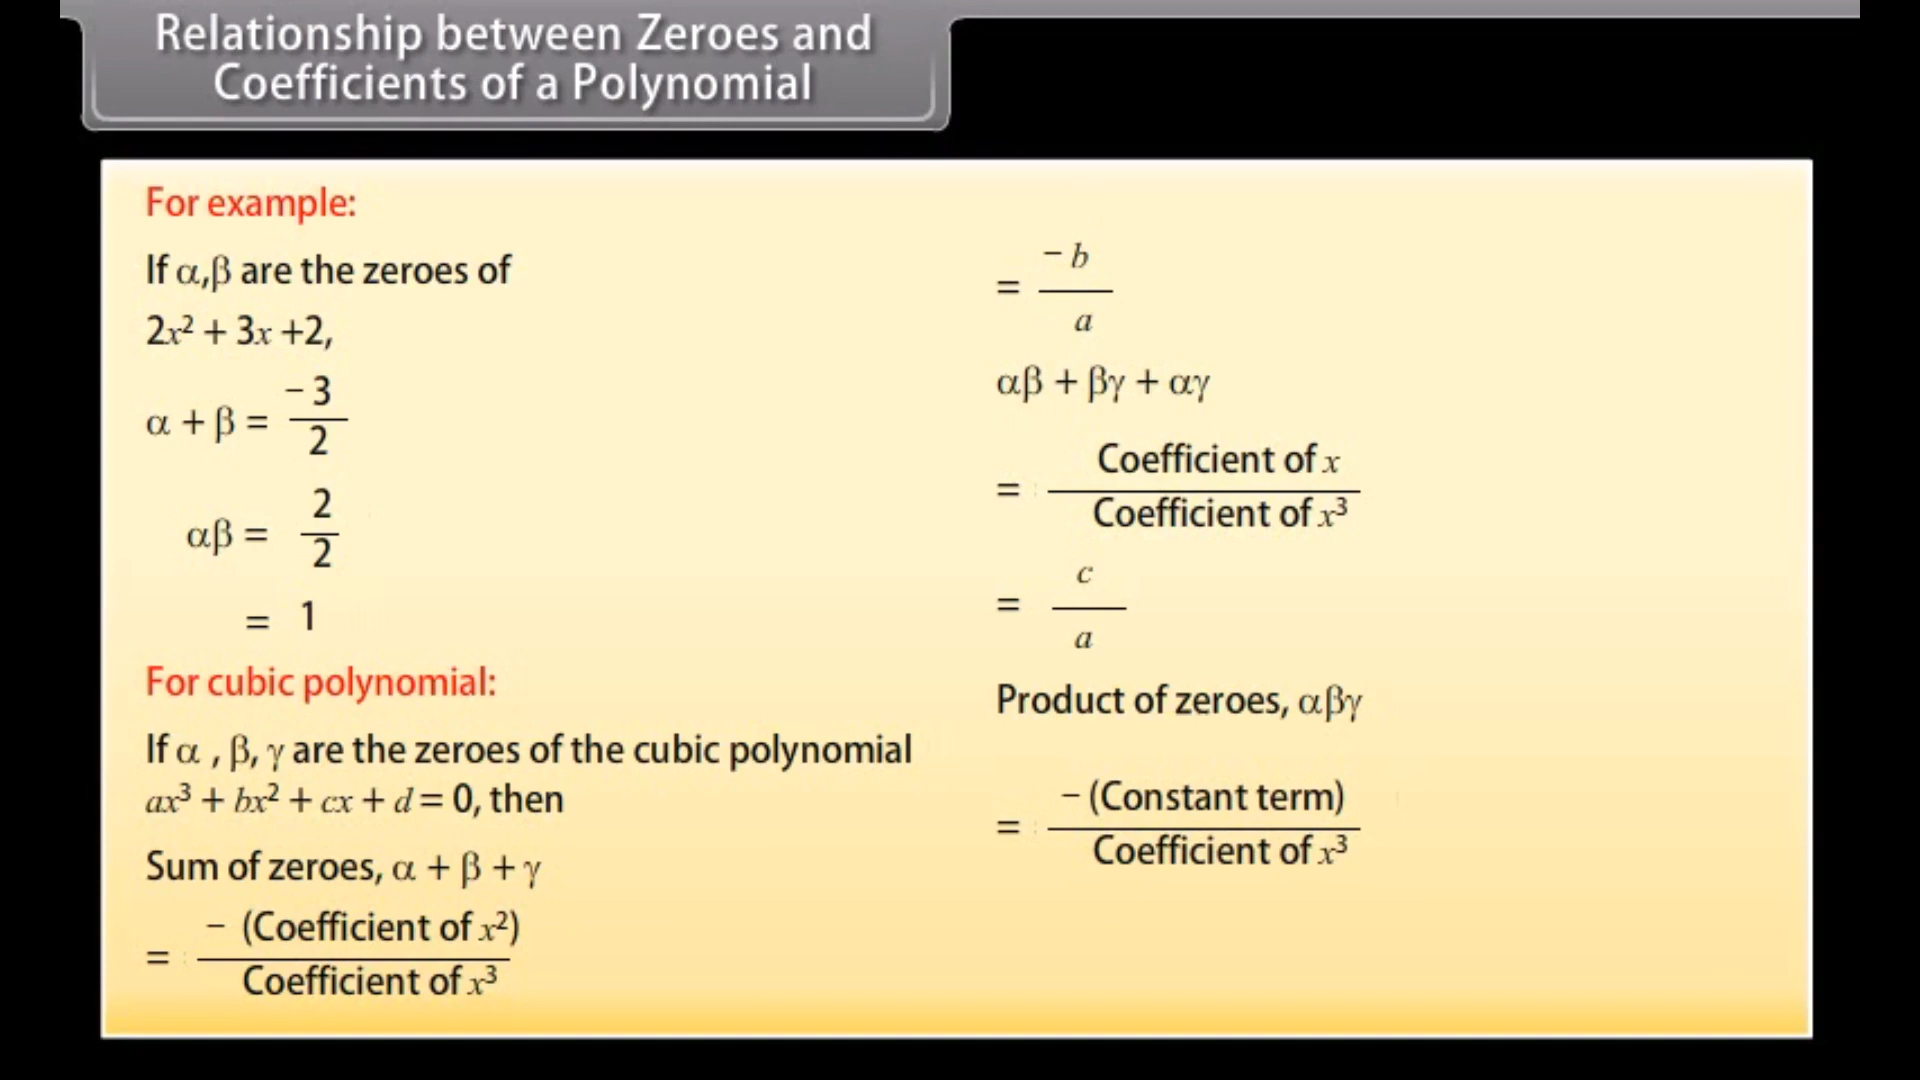 Relationship between Zeroes and
Coefficients of a Polynomial
For example:
If α,β are the zeroes of
2x² + 3x +2,
α + β = −3/2
αβ = 2/2
= 1
For cubic polynomial:
If α , β, γ are the zeroes of the cubic polynomial
ax³ + bx² + cx + d = 0, then
Sum of zeroes, α + β + γ
= − (Coefficient of x²) / Coefficient of x³
= −b / a
αβ + βγ + αγ
= Coefficient of x / Coefficient of x³
= c / a
Product of zeroes, αβγ
= − (Constant term) / Coefficient of x³